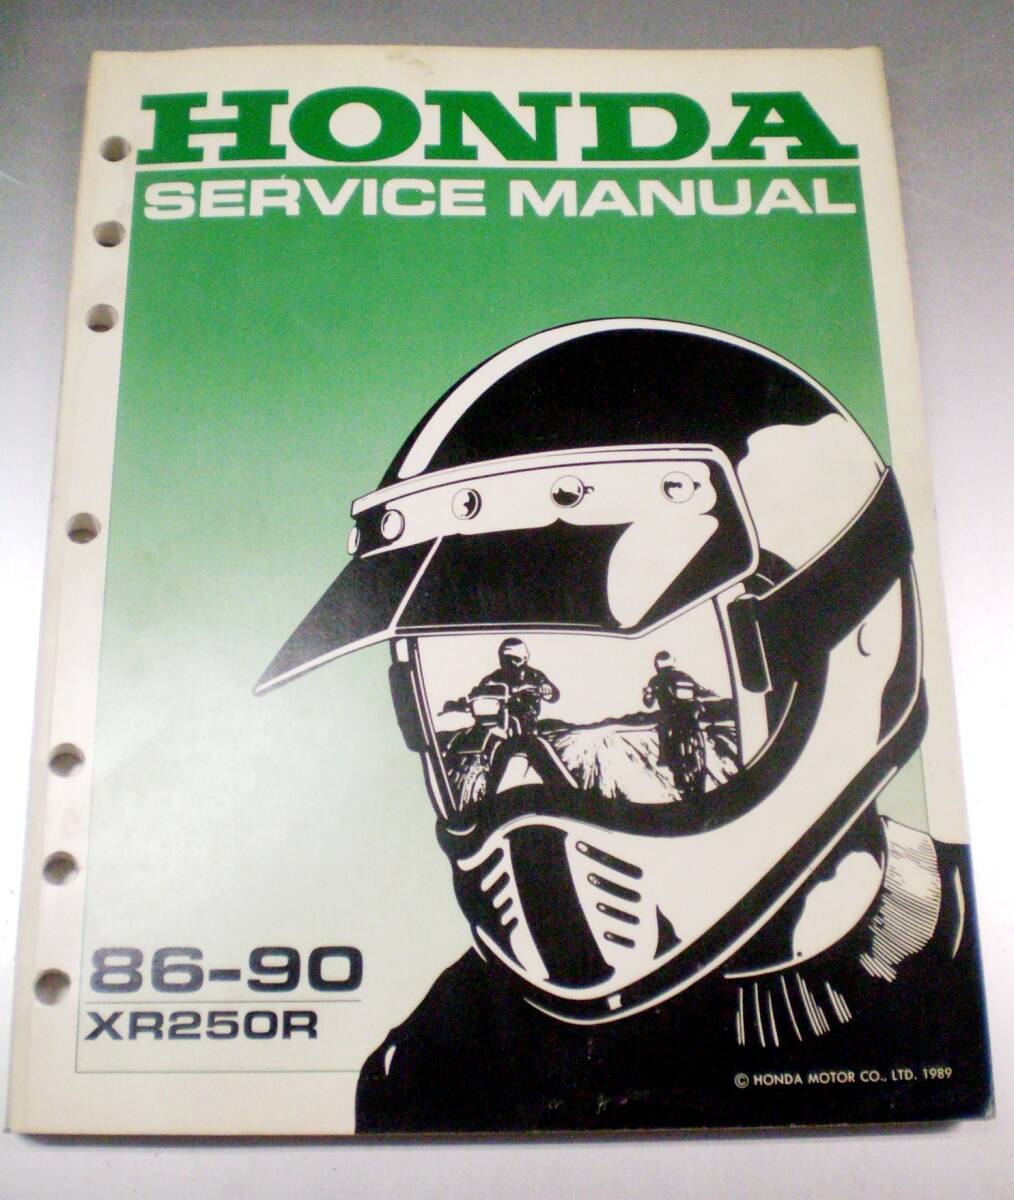 HONDA
SERVICE MANUAL
86-90
XR250R
© HONDA MOTOR CO., LTD. 1989